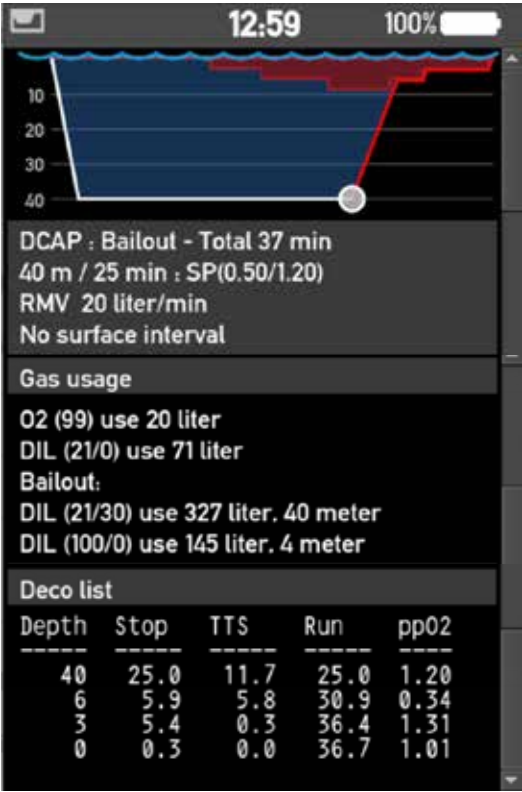 12:59 100%
10
20
30
40
DCAP : Bailout - Total 37 min
40 m / 25 min : SP(0.50/1.20)
RMV 20 liter/min
No surface interval
Gas usage
O2 (99) use 20 liter
DIL (21/0) use 71 liter
Bailout:
DIL (21/30) use 327 liter. 40 meter
DIL (100/0) use 145 liter. 4 meter
Deco list
Depth Stop TTS Run ppO2
----- ----- ----- ----- ----
40 25.0 11.7 25.0 1.20
6 5.9 5.8 30.9 0.34
3 5.4 0.3 36.4 1.31
0 0.3 0.0 36.7 1.01